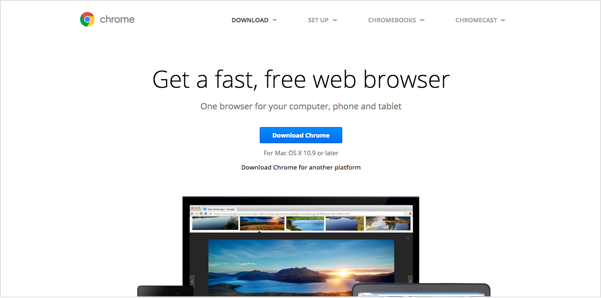 chrome
DOWNLOAD
SET UP
CHROMEBOOKS
CHROMECAST
Get a fast, free web browser
One browser for your computer, phone and tablet
Download Chrome
For Mac OS X 10.9 or later
Download Chrome for another platform